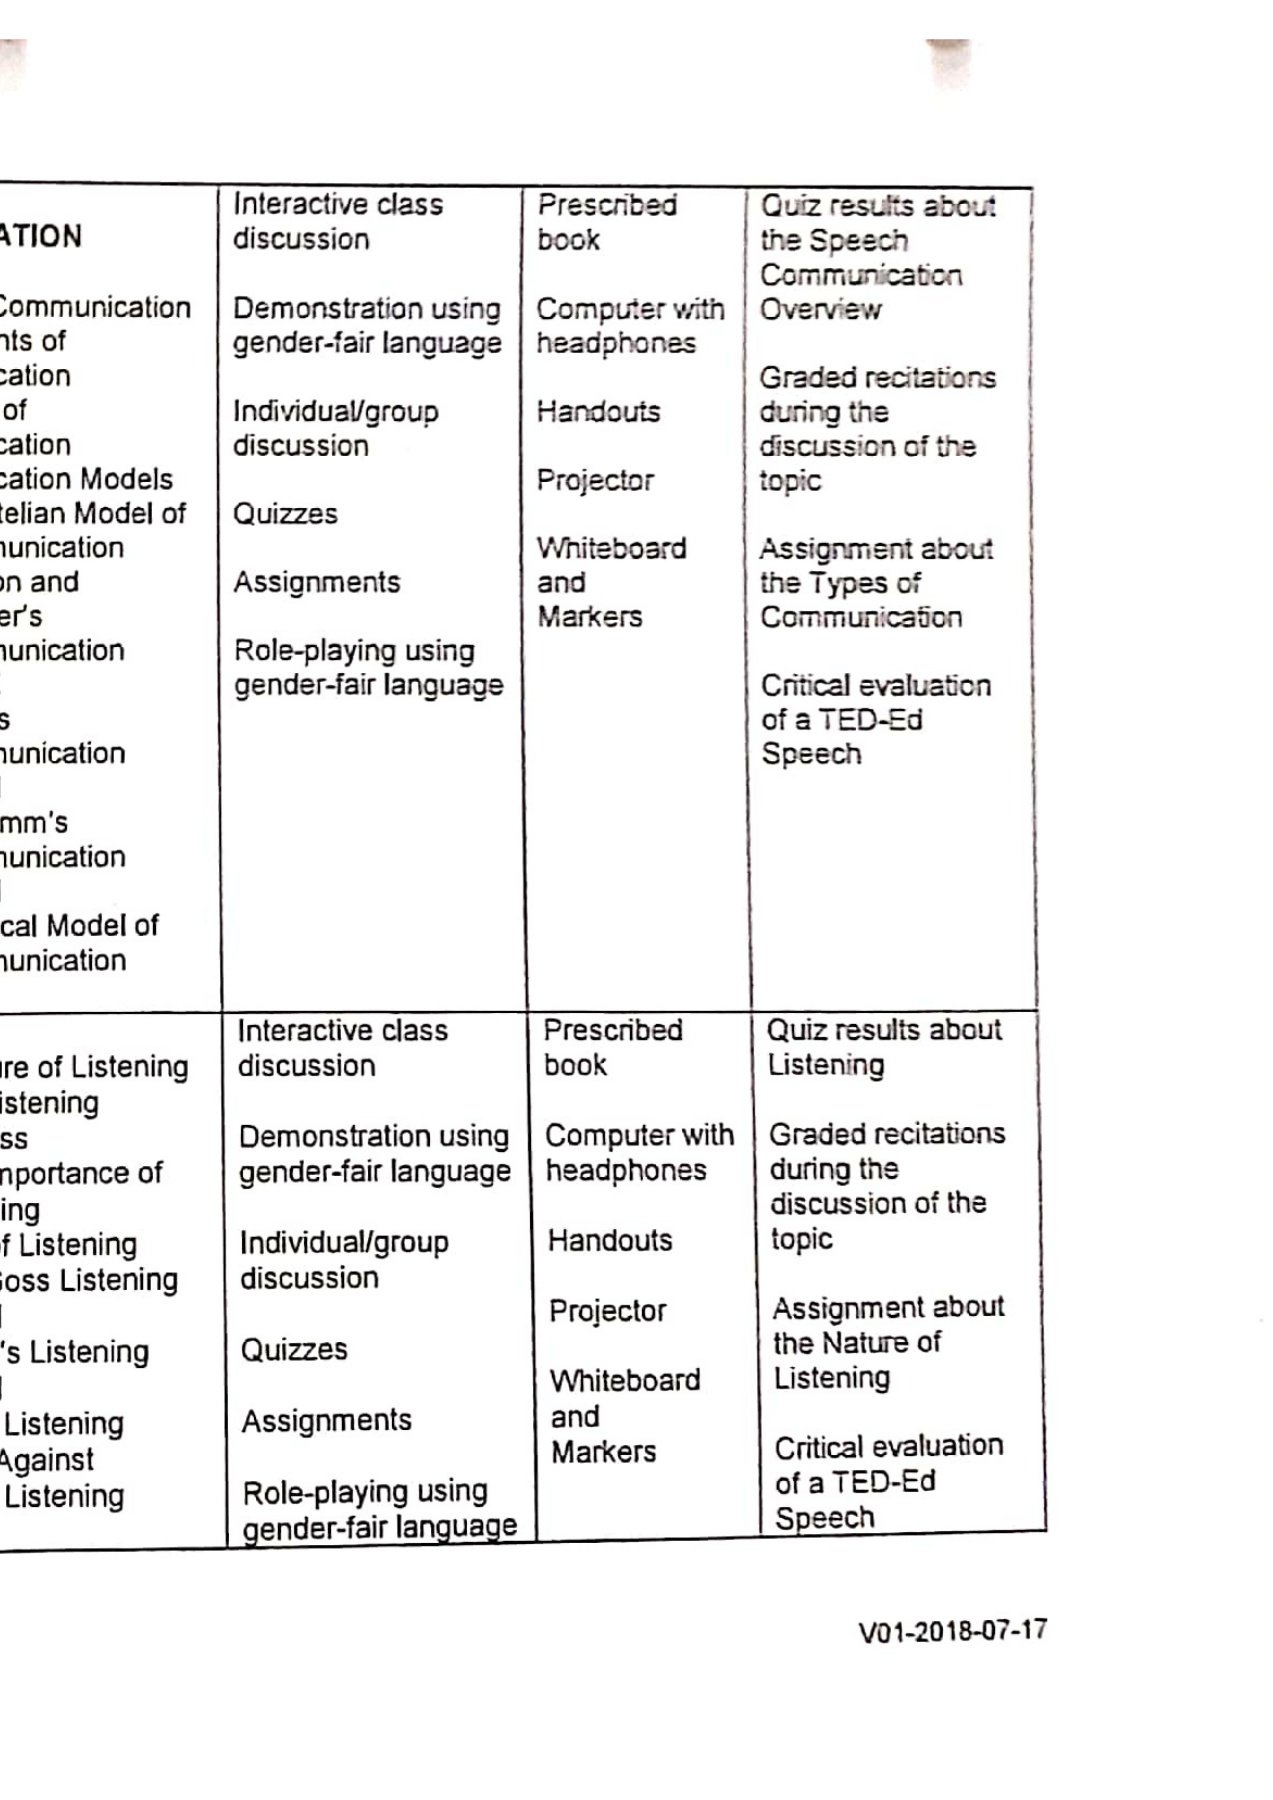 ATION
Communication
nts of
cation
of
cation
cation Models
telian Model of
nunication
on and
er's
nunication
s
nunication
mm's
nunication
cal Model of
nunication
Interactive class
discussion
Demonstration using
gender-fair language
Individual/group
discussion
Quizzes
Assignments
Role-playing using
gender-fair language
Prescribed
book
Computer with
headphones
Handouts
Projector
Whiteboard
and
Markers
Quiz results about
the Speech
Communication
Overview
Graded recitations
during the
discussion of the
topic
Assignment about
the Types of
Communication
Critical evaluation
of a TED-Ed
Speech
ure of Listening
istening
ss
mportance of
ing
f Listening
Goss Listening
's Listening
Listening
Against
Listening
Interactive class
discussion
Demonstration using
gender-fair language
Individual/group
discussion
Quizzes
Assignments
Role-playing using
gender-fair language
Prescribed
book
Computer with
headphones
Handouts
Projector
Whiteboard
and
Markers
Quiz results about
Listening
Graded recitations
during the
discussion of the
topic
Assignment about
the Nature of
Listening
Critical evaluation
of a TED-Ed
Speech
V01-2018-07-17